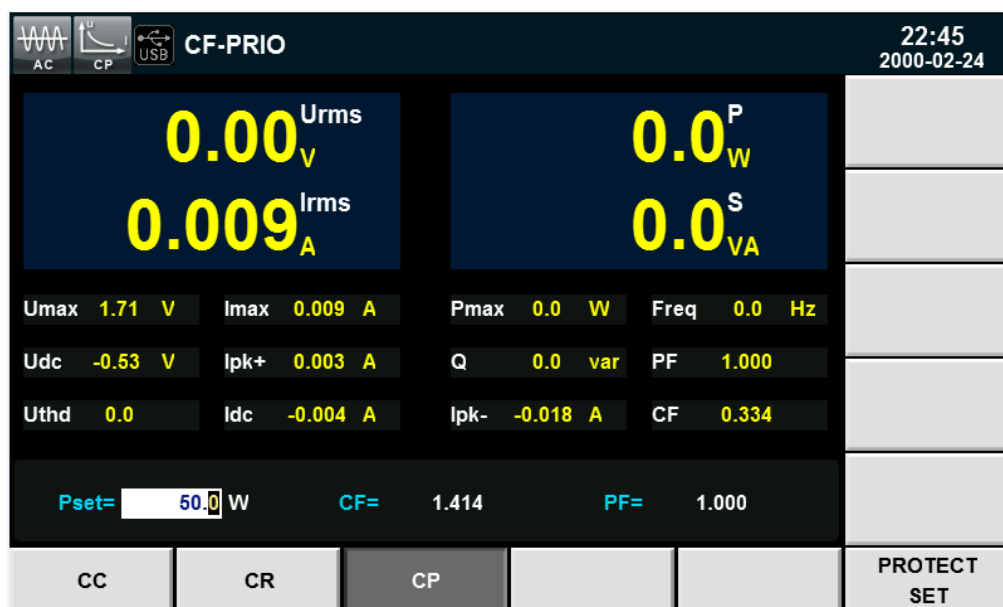 AC
U
I
CP
USB
CF-PRIO
22:45
2000-02-24
0.00 Urms V
0.009 Irms A
0.0 P W
0.0 S VA
Umax 1.71 V Imax 0.009 A Pmax 0.0 W Freq 0.0 Hz
Udc -0.53 V Ipk+ 0.003 A Q 0.0 var PF 1.000
Uthd 0.0 Idc -0.004 A Ipk- -0.018 A CF 0.334
Pset= 50.0 W CF= 1.414 PF= 1.000
CC CR CP
PROTECT
SET